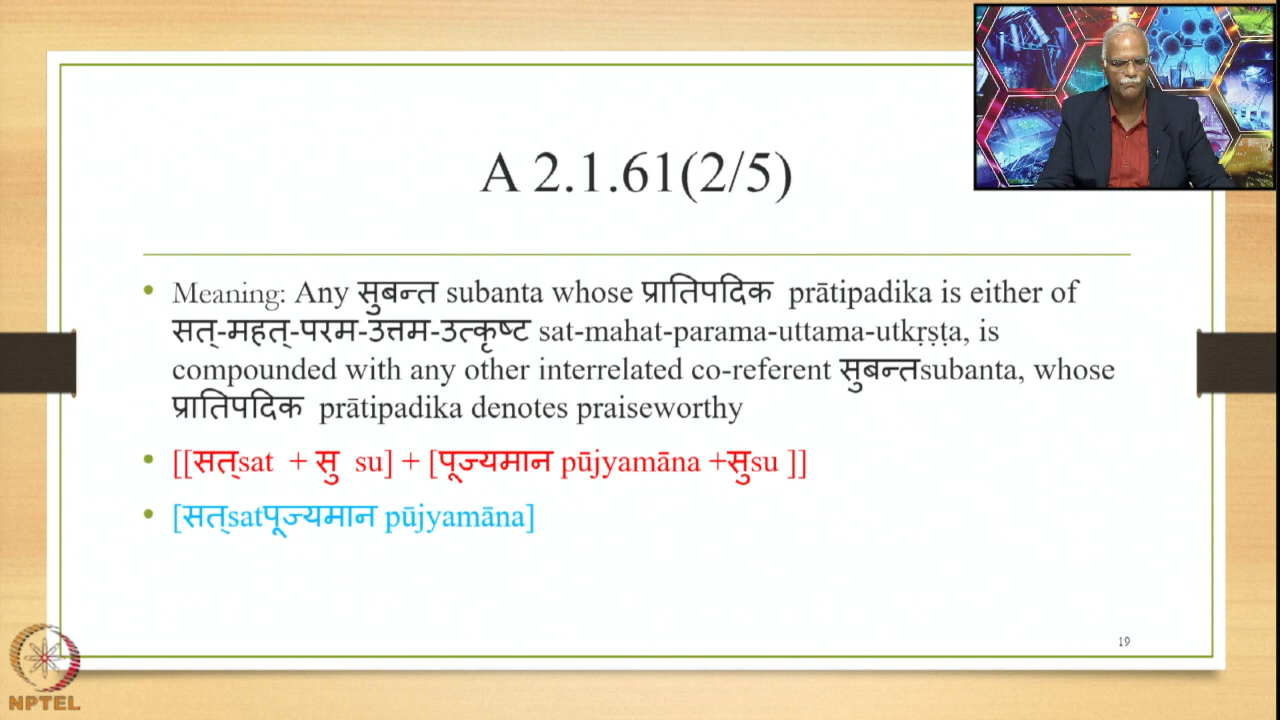 A 2.1.61(2/5)
• Meaning: Any सुबन्त subanta whose प्रातिपदिक prātipadika is either of
सत्-महत्-परम-उत्तम-उत्कृष्ट sat-mahat-parama-uttama-utkṛṣṭa, is
compounded with any other interrelated co-referent सुबन्तsubanta, whose
प्रातिपदिक prātipadika denotes praiseworthy
• [[सत्sat + सु su] + [पूज्यमान pūjyamāna +सुsu ]]
• [सत्satपूज्यमान pūjyamāna]
19
NPTEL